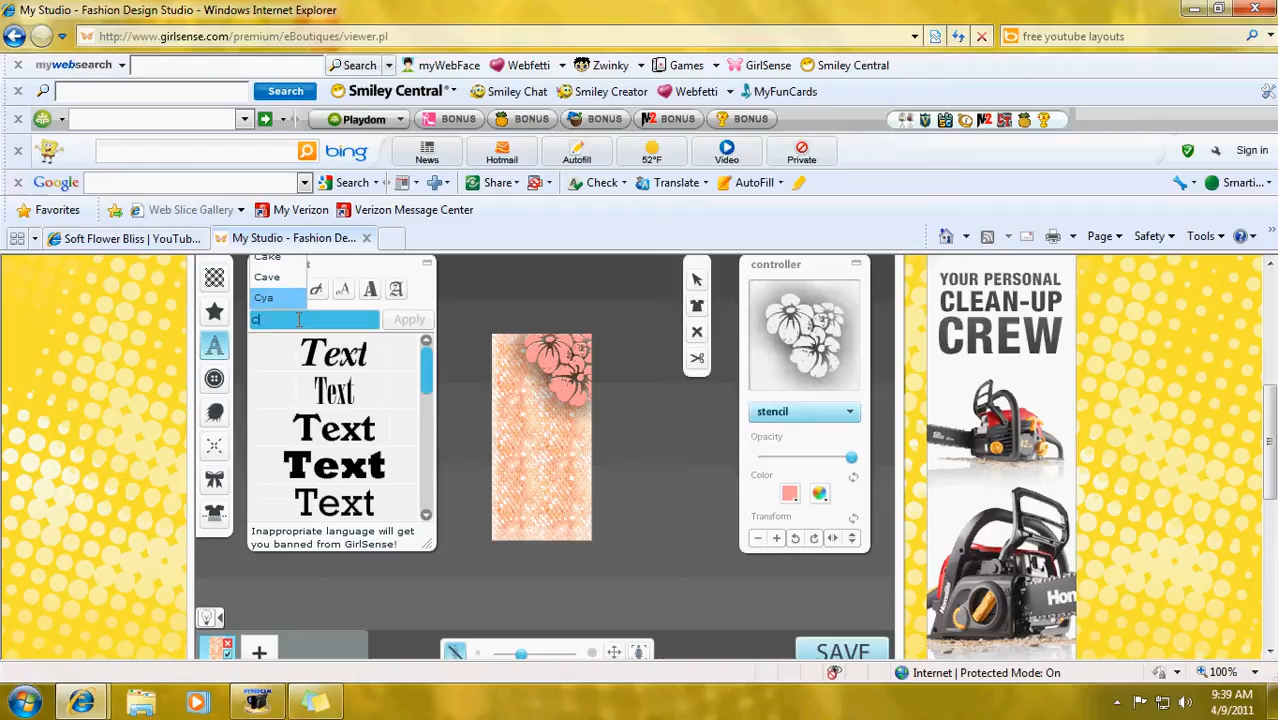 My Studio - Fashion Design Studio - Windows Internet Explorer
http://www.girlsense.com/premium/eBoutiques/viewer.pl
free youtube layouts
mywebsearch
Search
myWebFace
Webfetti
Zwinky
Games
GirlSense
Smiley Central
Search
Smiley Central
Smiley Chat
Smiley Creator
Webfetti
MyFunCards
Playdom
BONUS
BONUS
BONUS
BONUS
BONUS
bing
News
Hotmail
Autofill
52°F
Video
Private
Sign in
Google
Search
Share
Check
Translate
AutoFill
Smarti...
Favorites
Web Slice Gallery
My Verizon
Verizon Message Center
Soft Flower Bliss | YouTub...
My Studio - Fashion De...
Page
Safety
Tools
Cake
Cave
Cya
c
Apply
Text
Text
Text
Text
Text
Inappropriate language will get
you banned from GirlSense!
controller
stencil
Opacity
Color
Transform
SAVE
YOUR PERSONAL
CLEAN-UP
CREW
Internet | Protected Mode: On
100%
HYPERCAM
9:39 AM
4/9/2011